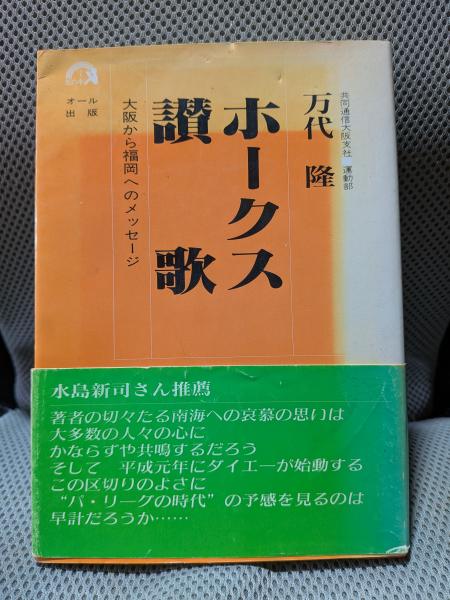 共同通信大阪支社 運動部
万代 隆
ホークス
讃歌
大阪から福岡へのメッセージ
オール
出版
水島新司さん推薦
著者の切々たる南海への哀慕の思いは
大多数の人々の心に
かならずや共鳴するだろう
そして 平成元年にダイエーが始動する
この区切りのよさに
“パ・リーグの時代”の予感を見るのは
早計だろうか……